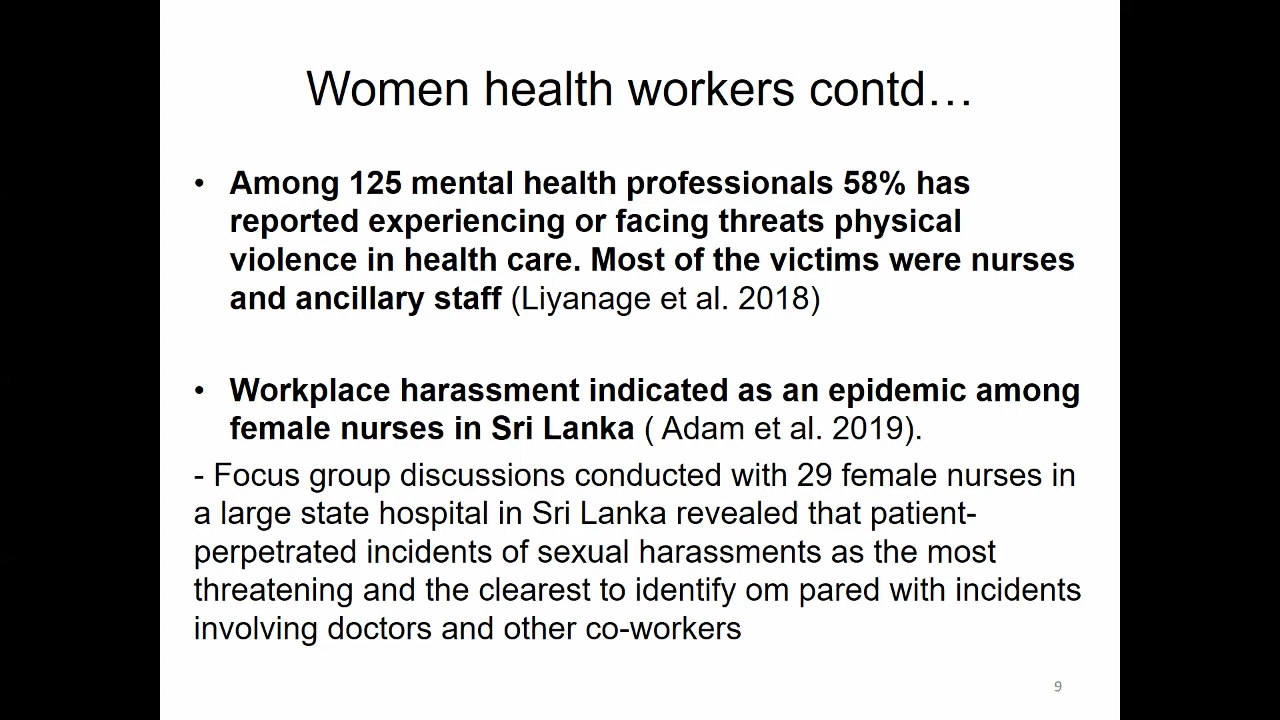 Women health workers contd…
• Among 125 mental health professionals 58% has
reported experiencing or facing threats physical
violence in health care. Most of the victims were nurses
and ancillary staff (Liyanage et al. 2018)
• Workplace harassment indicated as an epidemic among
female nurses in Sri Lanka ( Adam et al. 2019).
- Focus group discussions conducted with 29 female nurses in
a large state hospital in Sri Lanka revealed that patient-
perpetrated incidents of sexual harassments as the most
threatening and the clearest to identify om pared with incidents
involving doctors and other co-workers
9